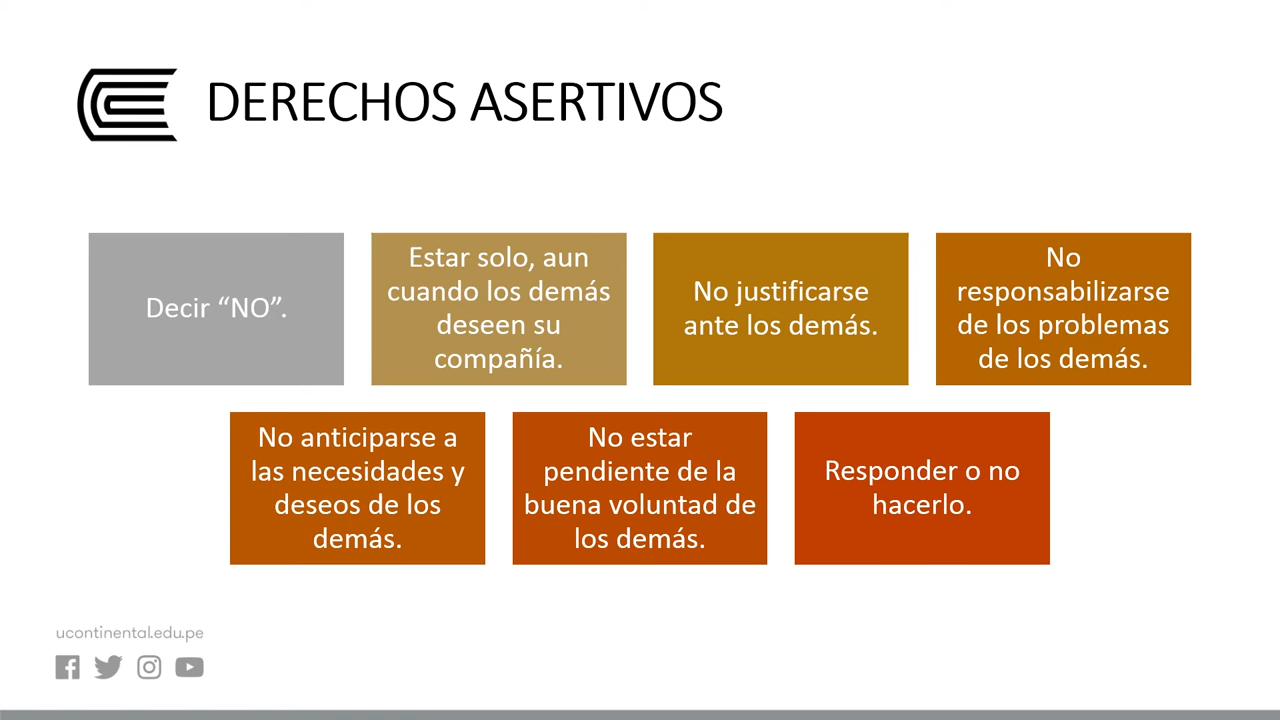 DERECHOS ASERTIVOS
Decir “NO”.
Estar solo, aun
cuando los demás
deseen su
compañía.
No justificarse
ante los demás.
No
responsabilizarse
de los problemas
de los demás.
No anticiparse a
las necesidades y
deseos de los
demás.
No estar
pendiente de la
buena voluntad de
los demás.
Responder o no
hacerlo.
ucontinental.edu.pe